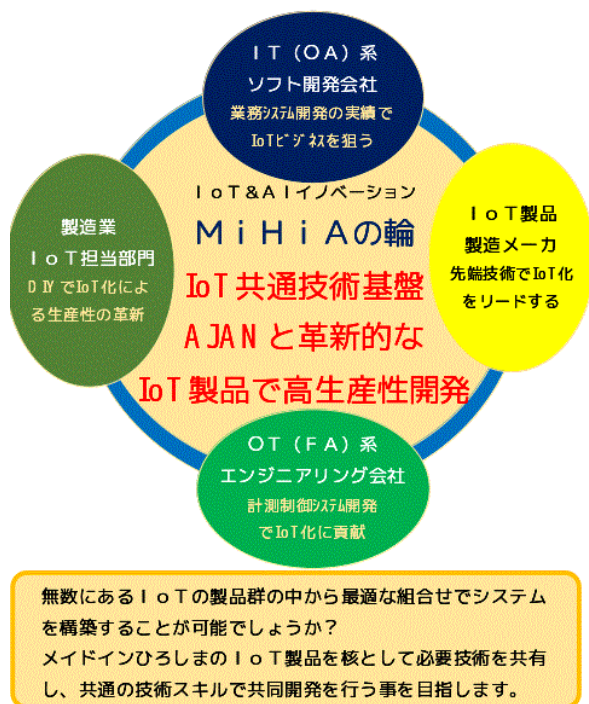 ＩＴ（ＯＡ）系
ソフト開発会社
業務ｼｽﾃﾑ開発の実績で
IoTﾋﾞｼﾞﾈｽを狙う
ＩｏＴ＆ＡＩイノベーション
ＭｉＨｉＡの輪
IoT共通技術基盤
AJANと革新的な
IoT製品で高生産性開発
製造業
ＩｏＴ担当部門
DIYでIoT化によ
る生産性の革新
ＩｏＴ製品
製造メーカ
先端技術でIoT化
をリードする
ＯＴ（ＦＡ）系
エンジニアリング会社
計測制御ｼｽﾃﾑ開発
でIoT化に貢献
無数にあるＩｏＴの製品群の中から最適な組合せでシステム
を構築することが可能でしょうか？
メイドインひろしまのＩｏＴ製品を核として必要技術を共有
し、共通の技術スキルで共同開発を行う事を目指します。